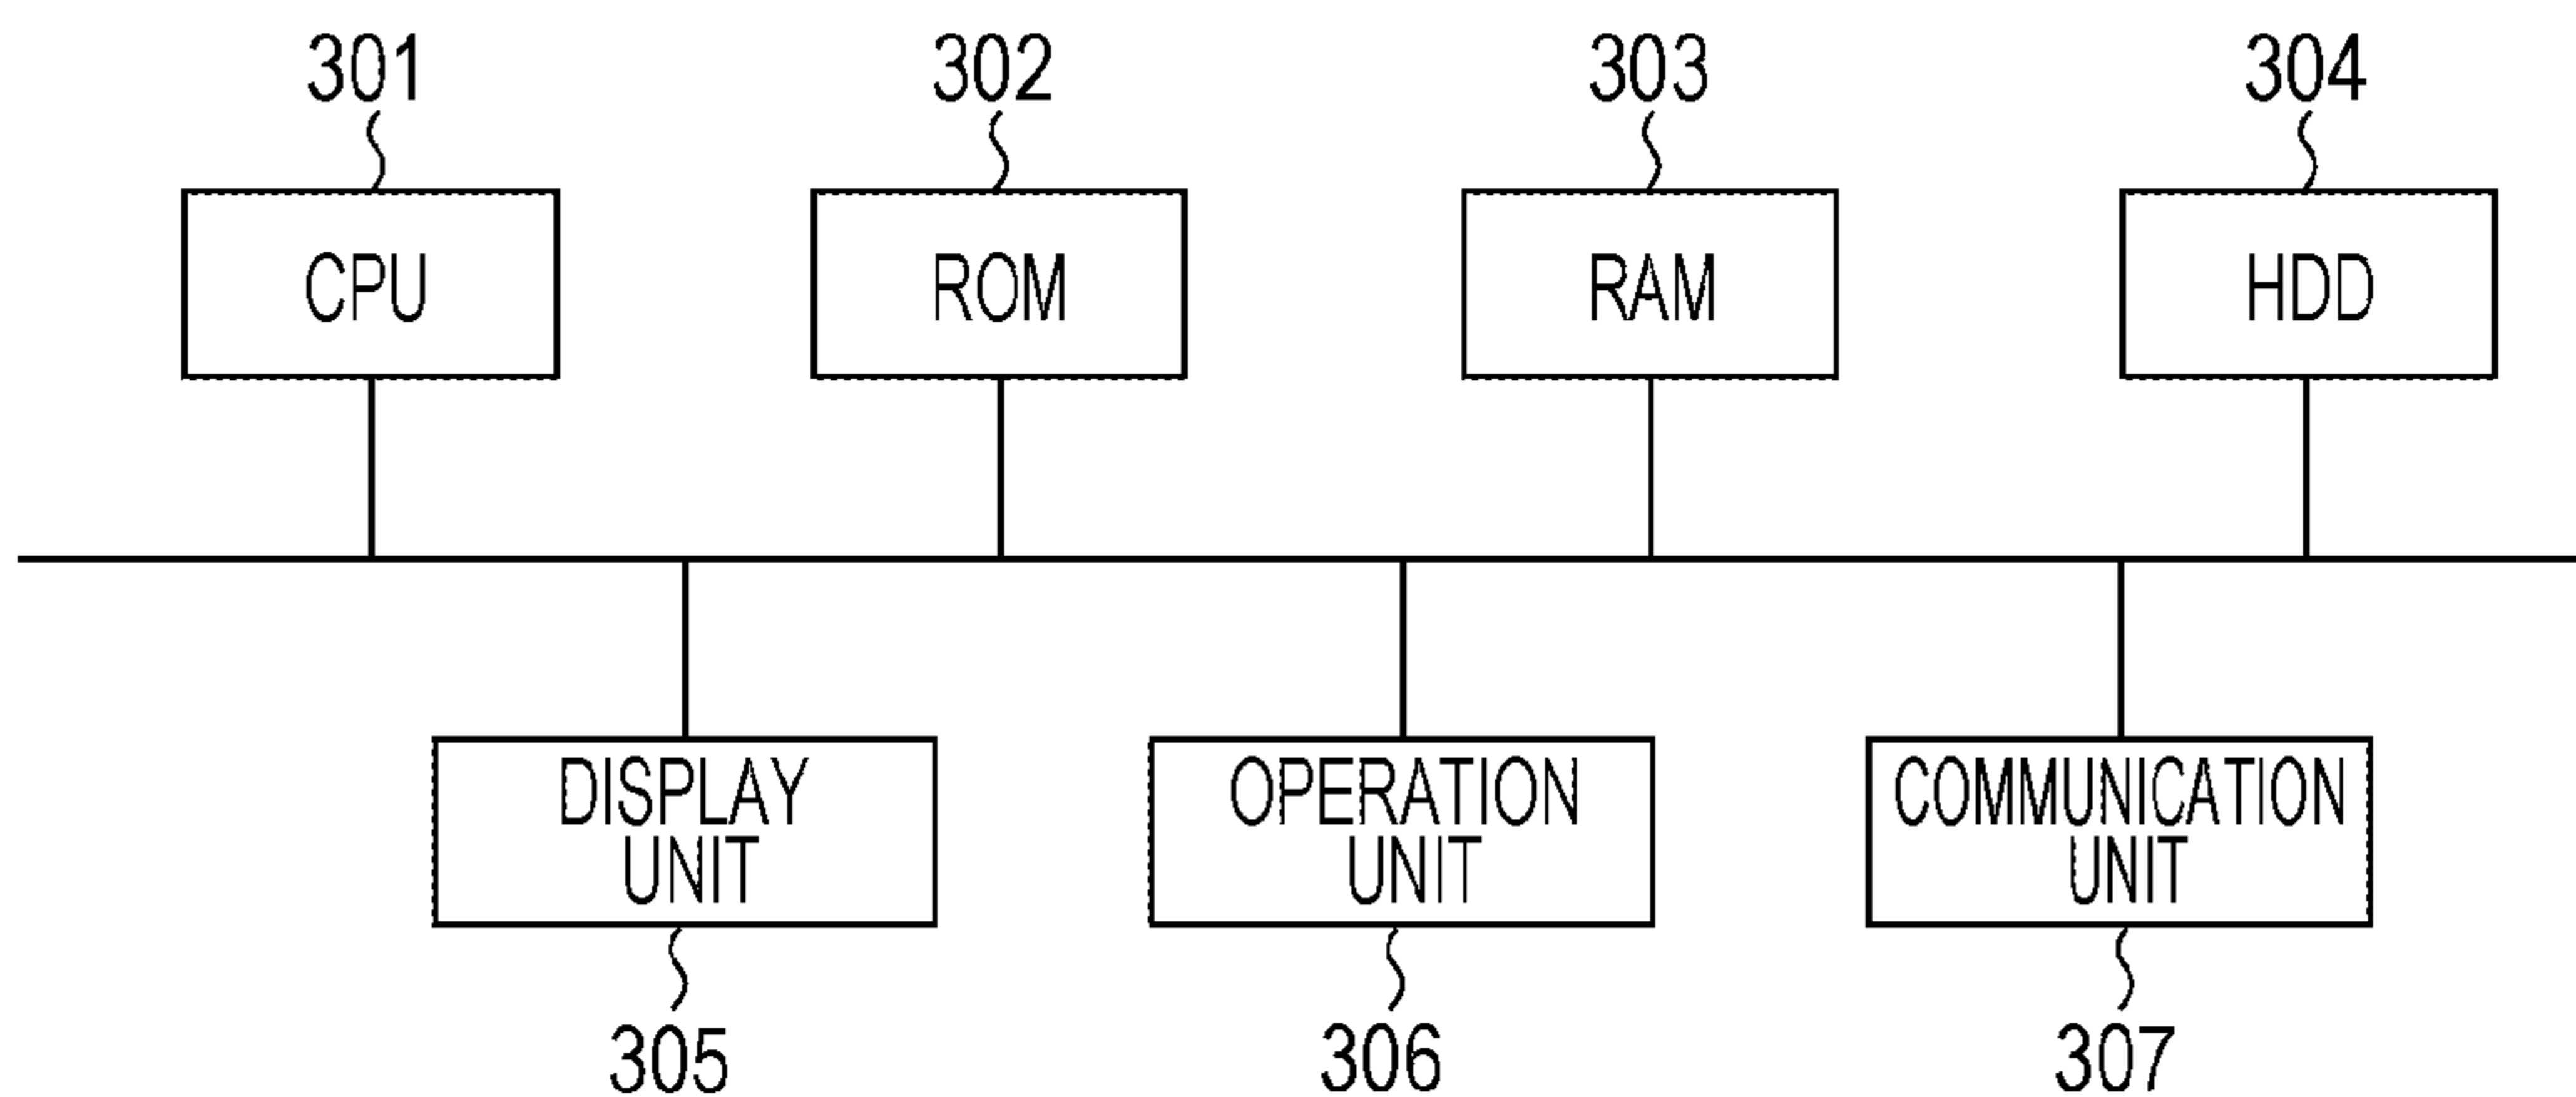 301
302
303
304
CPU
ROM
RAM
HDD
DISPLAY
UNIT
OPERATION
UNIT
COMMUNICATION
UNIT
305
306
307